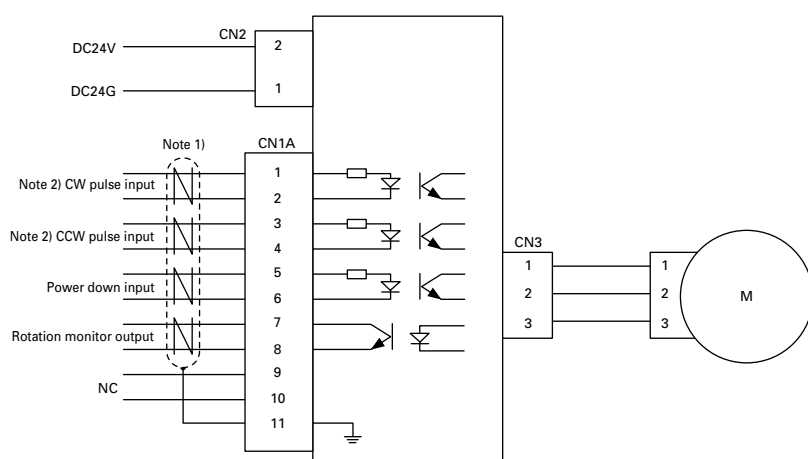 CN2
DC24V
2
DC24G
1
Note 1)
CN1A
Note 2) CW pulse input
1
2
Note 2) CCW pulse input
3
4
Power down input
5
6
Rotation monitor output
7
8
NC
9
10
11
CN3
1
2
3
1
2
3
M